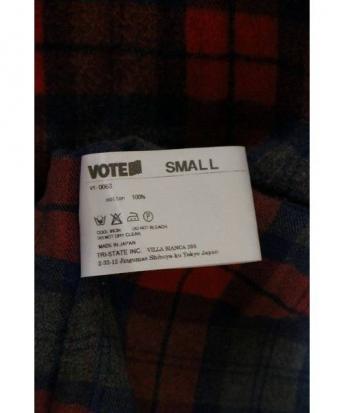 VOTE SMALL
VT-0063
cotton 100%
COOL IRON DO NOT BLEACH
DO NOT DRY CLEAN
MADE IN JAPAN
TRI-STATE INC. VILLA BIANCA 205
2-33-12 Jingumae Shibuya-ku Tokyo Japan